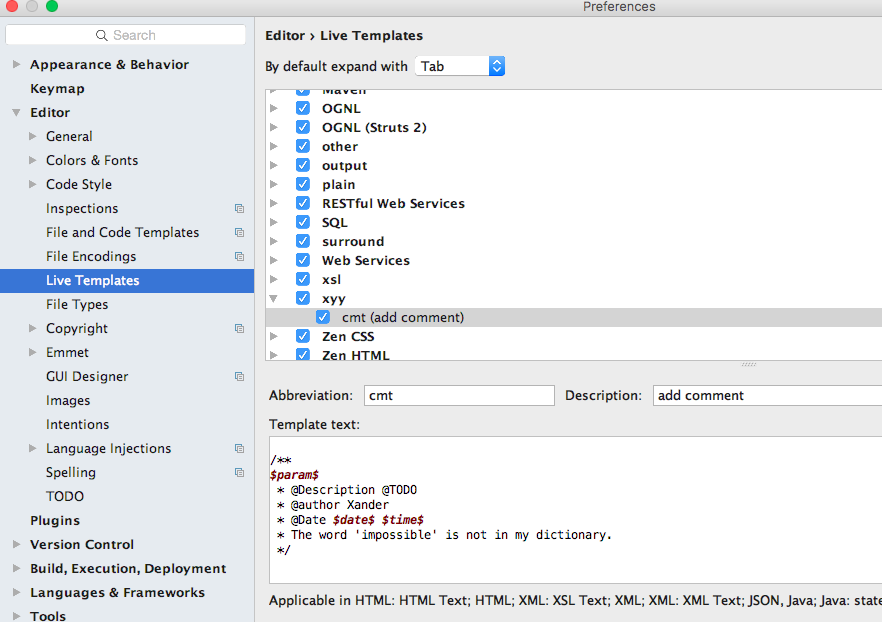 Preferences
Search
Appearance & Behavior
Keymap
Editor
General
Colors & Fonts
Code Style
Inspections
File and Code Templates
File Encodings
Live Templates
File Types
Copyright
Emmet
GUI Designer
Images
Intentions
Language Injections
Spelling
TODO
Plugins
Version Control
Build, Execution, Deployment
Languages & Frameworks
Tools
Editor › Live Templates
By default expand with Tab
Maven
OGNL
OGNL (Struts 2)
other
output
plain
RESTful Web Services
SQL
surround
Web Services
xsl
xyy
cmt (add comment)
Zen CSS
Zen HTML
Abbreviation: cmt Description: add comment
Template text:
/**
$param$
* @Description @TODO
* @author Xander
* @Date $date$ $time$
* The word 'impossible' is not in my dictionary.
*/
Applicable in HTML: HTML Text; HTML; XML: XSL Text; XML; XML: XML Text; JSON, Java; Java: state